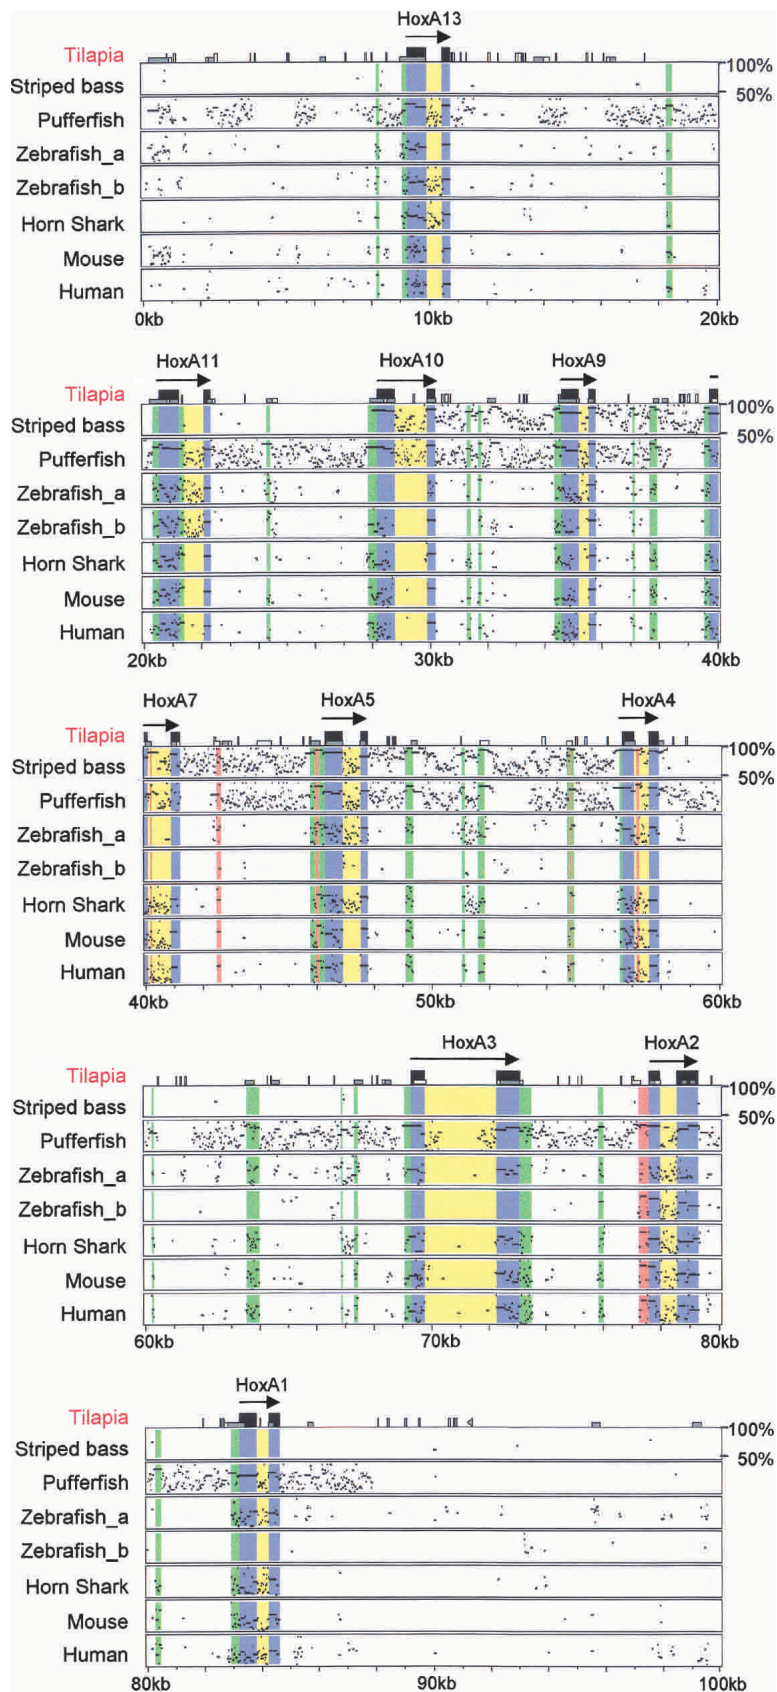 HoxA13
Tilapia
100%
Striped bass
50%
Pufferfish
Zebrafish_a
Zebrafish_b
Horn Shark
Mouse
Human
0kb 10kb 20kb
HoxA11 HoxA10 HoxA9
Tilapia
100%
Striped bass
50%
Pufferfish
Zebrafish_a
Zebrafish_b
Horn Shark
Mouse
Human
20kb 30kb 40kb
HoxA7 HoxA5 HoxA4
Tilapia
100%
Striped bass
50%
Pufferfish
Zebrafish_a
Zebrafish_b
Horn Shark
Mouse
Human
40kb 50kb 60kb
HoxA3 HoxA2
Tilapia
100%
Striped bass
50%
Pufferfish
Zebrafish_a
Zebrafish_b
Horn Shark
Mouse
Human
60kb 70kb 80kb
HoxA1
Tilapia
100%
Striped bass
50%
Pufferfish
Zebrafish_a
Zebrafish_b
Horn Shark
Mouse
Human
80kb 90kb 100kb